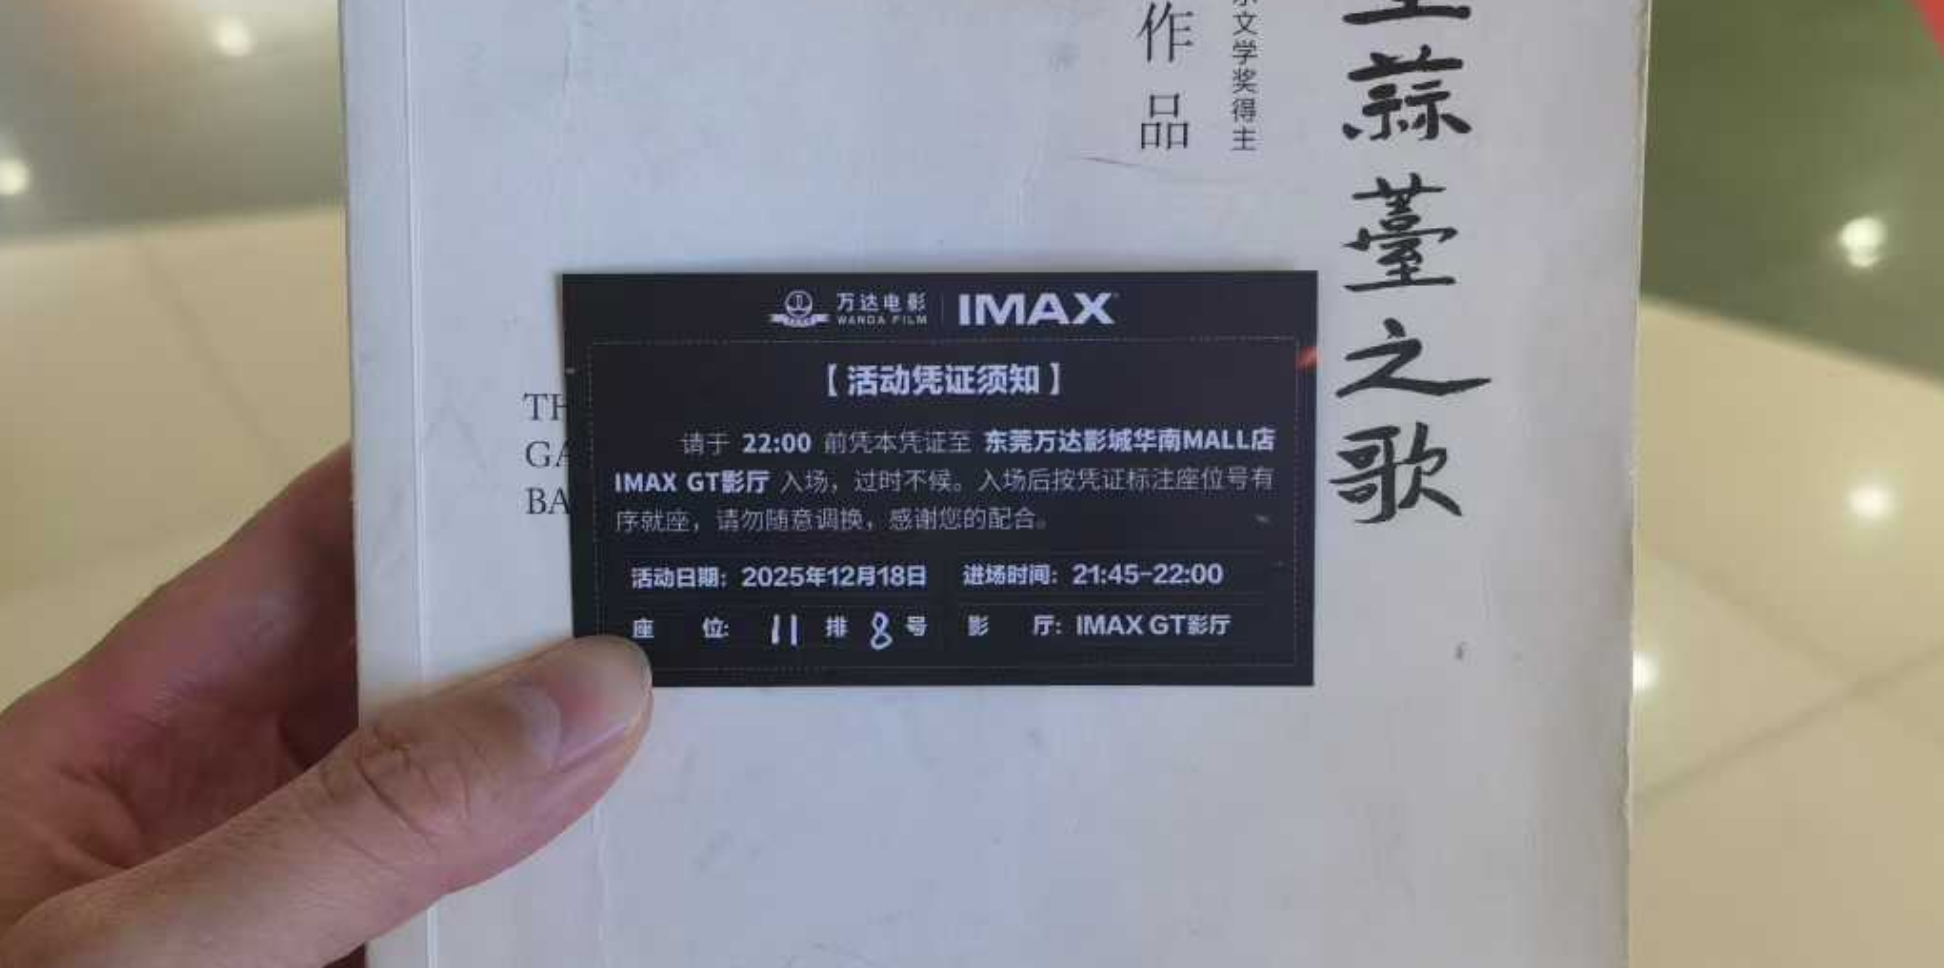 作品
文学奖得主
蒜薹之歌
TH
GA
BA
万达电影
WANDA FILM
IMAX
【活动凭证须知】
请于 22:00 前凭本凭证至 东莞万达影城华南MALL店
IMAX GT影厅 入场，过时不候。入场后按凭证标注座位号有
序就座，请勿随意调换，感谢您的配合。
活动日期：2025年12月18日 进场时间：21:45-22:00
座 位：11 排 8 号 影 厅：IMAX GT影厅